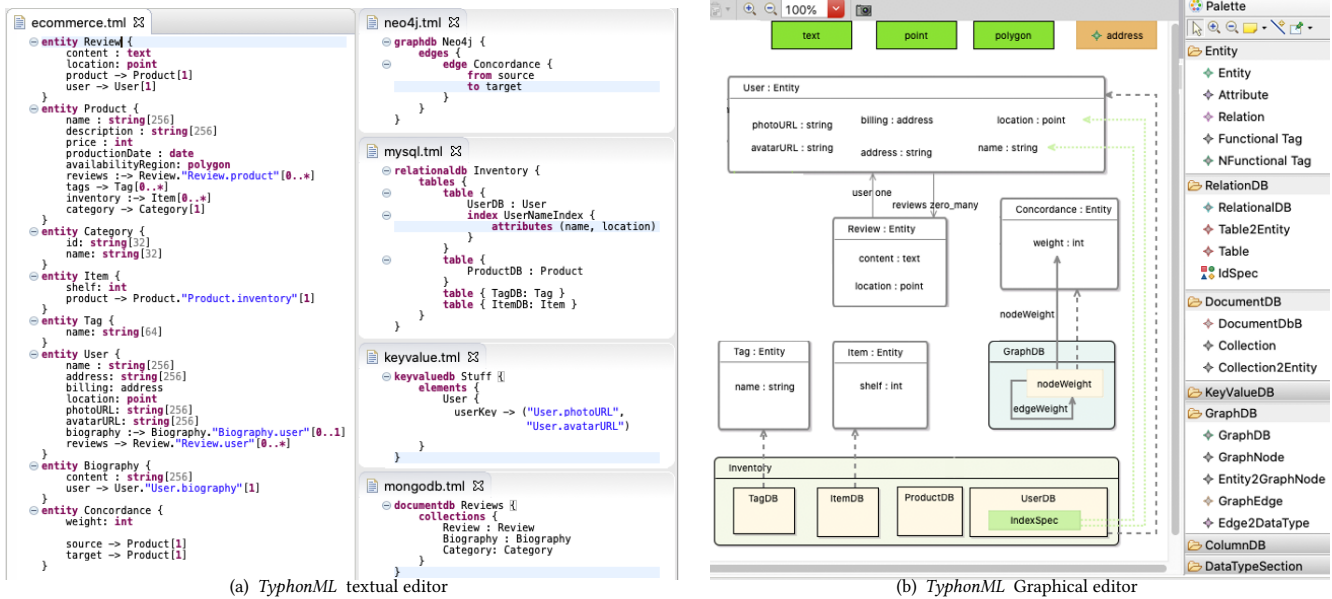 ecommerce.tml
entity Review {
content : text
location: point
product -> Product[1]
user -> User[1]
}
entity Product {
name : string[256]
description : string[256]
price : int
productionDate : date
availabilityRegion: polygon
reviews :-> Review."Review.product"[0..*]
tags -> Tag[0..*]
inventory :-> Item[0..*]
category -> Category[1]
}
entity Category {
id: string[32]
name: string[32]
}
entity Item {
shelf: int
product -> Product."Product.inventory"[1]
}
entity Tag {
name: string[64]
}
entity User {
name : string[256]
address: string[256]
billing: address
location: point
photoURL: string[256]
avatarURL: string[256]
biography :-> Biography."Biography.user"[0..1]
reviews -> Review."Review.user"[0..*]
}
entity Biography {
content : string[256]
user -> User."User.biography"[1]
}
entity Concordance {
weight: int
source -> Product[1]
target -> Product[1]
}
neo4j.tml
graphdb Neo4j {
edges {
edge Concordance {
from source
to target
}
}
}
mysql.tml
relationaldb Inventory {
tables {
table {
UserDB : User
index UserNameIndex {
attributes (name, location)
}
}
table {
ProductDB : Product
}
table { TagDB: Tag }
table { ItemDB: Item }
}
}
keyvalue.tml
keyvaluedb Stuff {
elements {
User {
userKey -> ("User.photoURL",
"User.avatarURL")
}
}
mongodb.tml
documentdb Reviews {
collections {
Review : Review
Biography : Biography
Category: Category
}
}
(a) TyphonML textual editor
100%
text
point
polygon
address
User : Entity
photoURL : string
billing : address
location : point
avatarURL : string
address : string
name : string
user one
reviews zero_many
Review : Entity
content : text
location : point
Concordance : Entity
weight : int
nodeWeight
Tag : Entity
name : string
Item : Entity
shelf : int
GraphDB
nodeWeight
edgeWeight
Inventory
TagDB
ItemDB
ProductDB
UserDB
IndexSpec
Palette
Entity
Entity
Attribute
Relation
Functional Tag
NFunctional Tag
RelationDB
RelationalDB
Table2Entity
Table
IdSpec
DocumentDB
DocumentDbB
Collection
Collection2Entity
KeyValueDB
GraphDB
GraphDB
GraphNode
Entity2GraphNode
GraphEdge
Edge2DataType
ColumnDB
DataTypeSection
(b) TyphonML Graphical editor